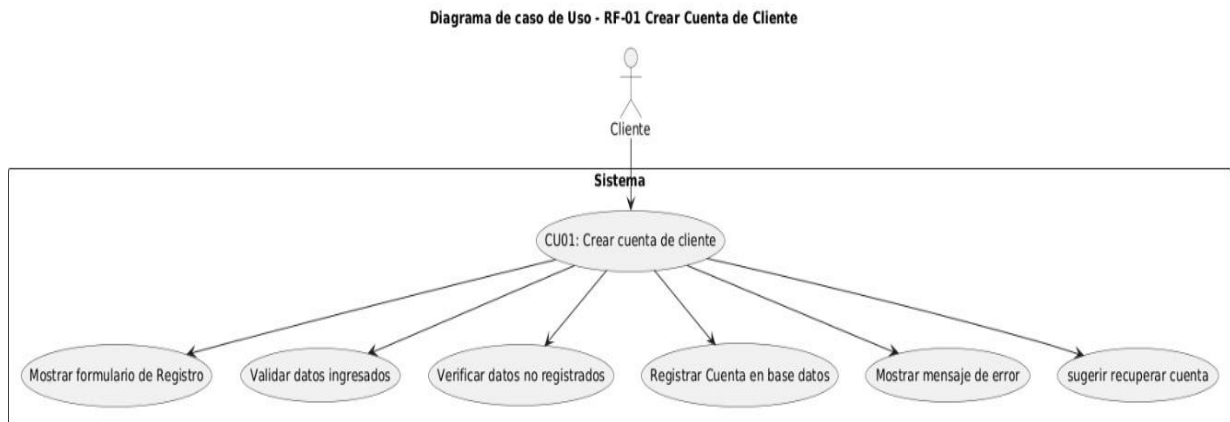 Diagrama de caso de Uso - RF-01 Crear Cuenta de Cliente
Cliente
Sistema
CU01: Crear cuenta de cliente
Mostrar formulario de Registro
Validar datos ingresados
Verificar datos no registrados
Registrar Cuenta en base datos
Mostrar mensaje de error
sugerir recuperar cuenta